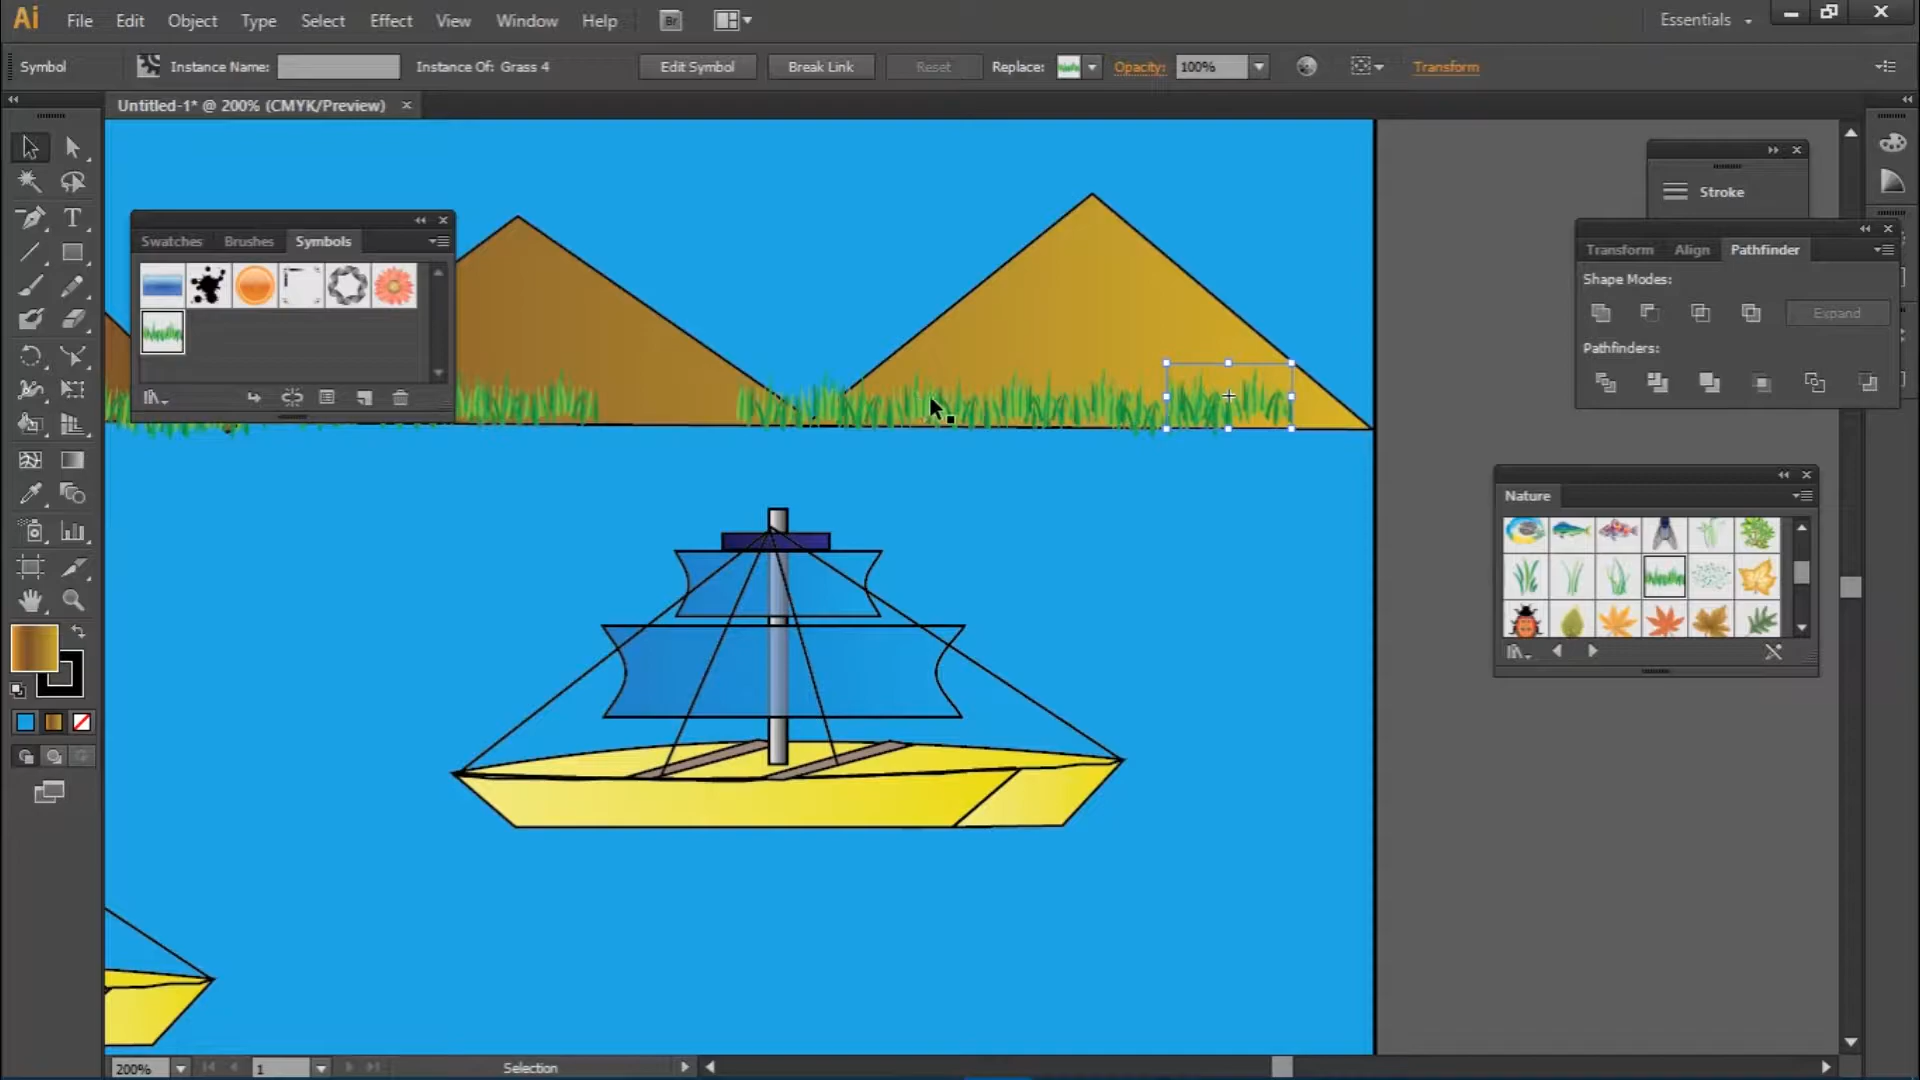 Ai File Edit Object Type Select Effect View Window Help Br Essentials
Symbol Instance Name: Instance Of: Grass 4 Edit Symbol Break Link Reset Replace: Opacity: 100% Transform
Untitled-1* @ 200% (CMYK/Preview)
Stroke
Swatches Brushes Symbols
Transform Align Pathfinder
Shape Modes:
Expand
Pathfinders:
Nature
200% 1 Selection